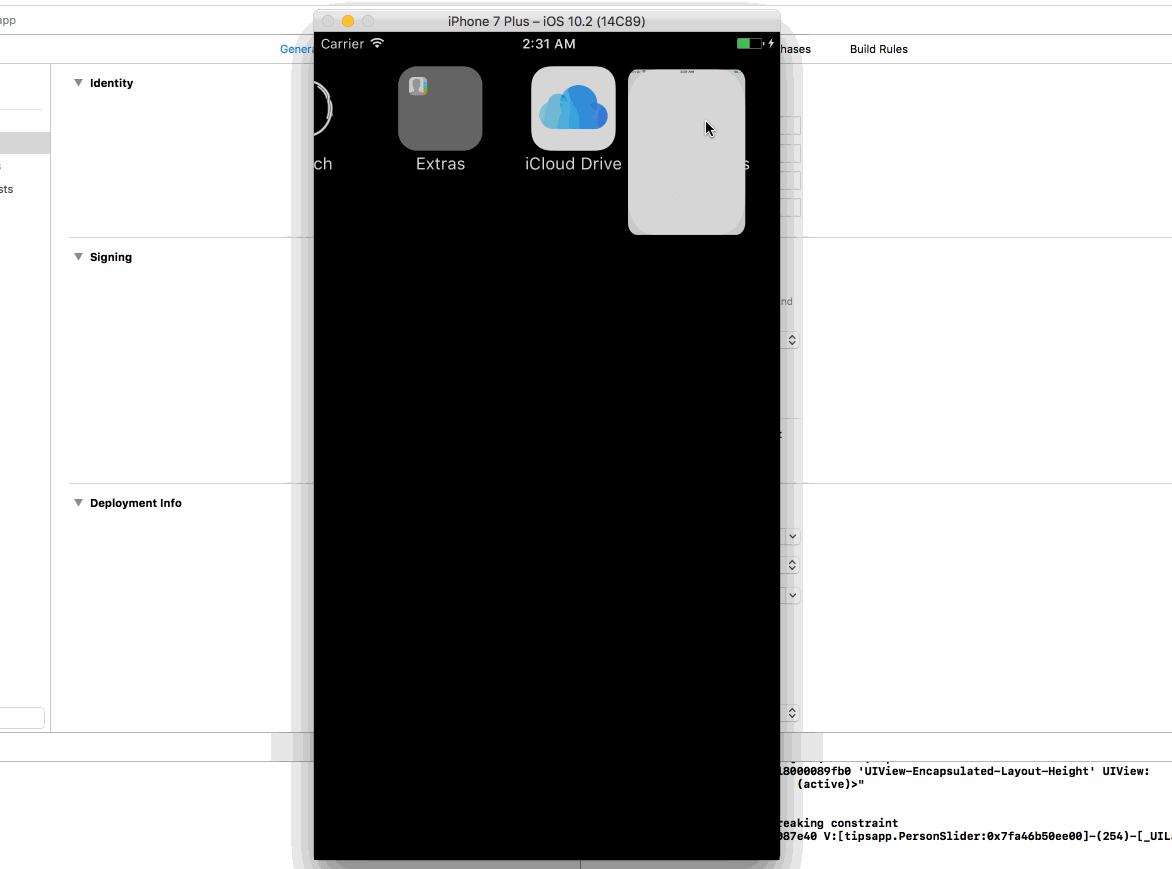 app
iPhone 7 Plus – iOS 10.2 (14C89)
Carrier
2:31 AM
Genera
hases
Build Rules
Identity
ch
Extras
iCloud Drive
s
sts
Signing
nd
Deployment Info
18000089fb0 'UIView-Encapsulated-Layout-Height' UIView:
(active)>"
reaking constraint
087e40 V:[tipsapp.PersonSlider:0x7fa46b50ee00]-(254)-[_UILa